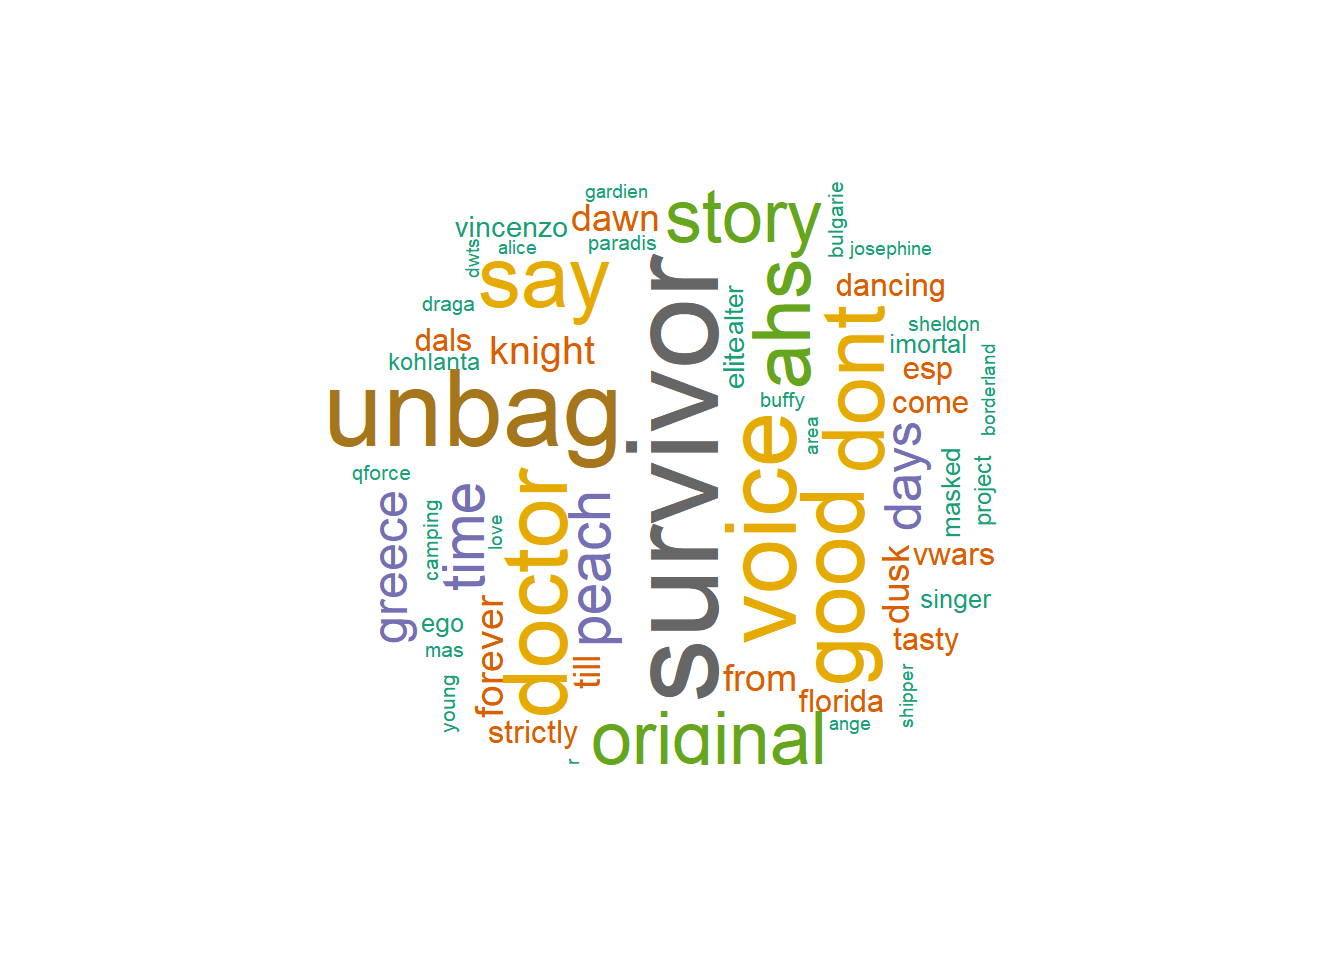 gardien
story
bulgarie
vincenzo
dawn
dwts
alice
paradis
josephine
say
survivor
ahs
dancing
draga
elitealter
dont
sheldon
dals
knight
imortal
kohlanta
esp
borderland
unbag.
buffy
come
area
voice
days
qforce
doctor
peach
good
masked
project
greece
camping
time
love
dusk
vwars
forever
singer
ego
tasty
mas
till
from
young
florida
shipper
strictly
original
ange
r